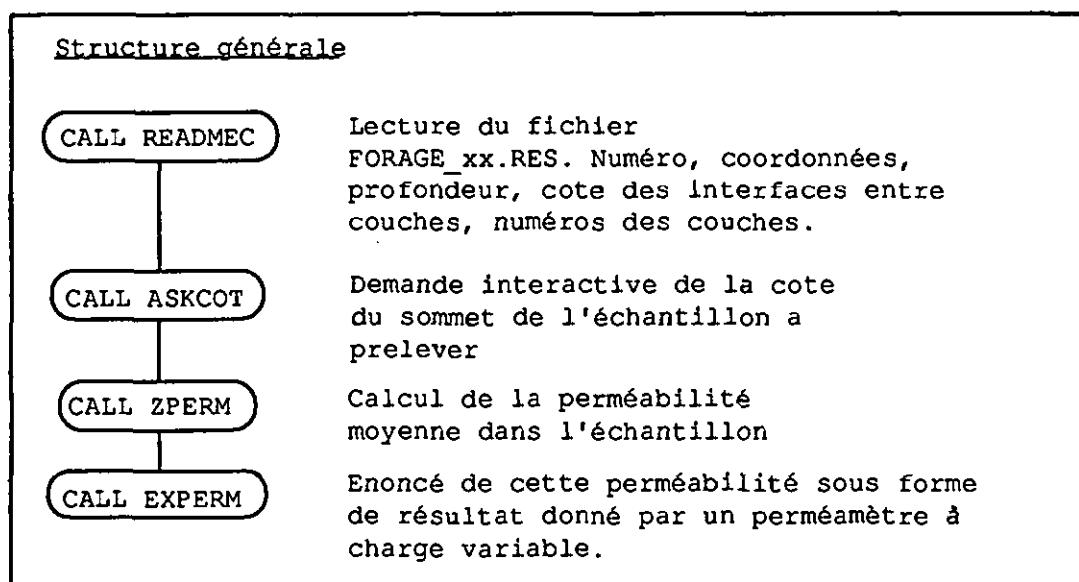 Structure générale
CALL READMEC
Lecture du fichier
FORAGE_xx.RES. Numéro, coordonnées,
profondeur, cote des interfaces entre
couches, numéros des couches.
CALL ASKCOT
Demande interactive de la cote
du sommet de l'échantillon a
prelever
CALL ZPERM
Calcul de la perméabilité
moyenne dans l'échantillon
CALL EXPERM
Enoncé de cette perméabilité sous forme
de résultat donné par un perméamètre à
charge variable.